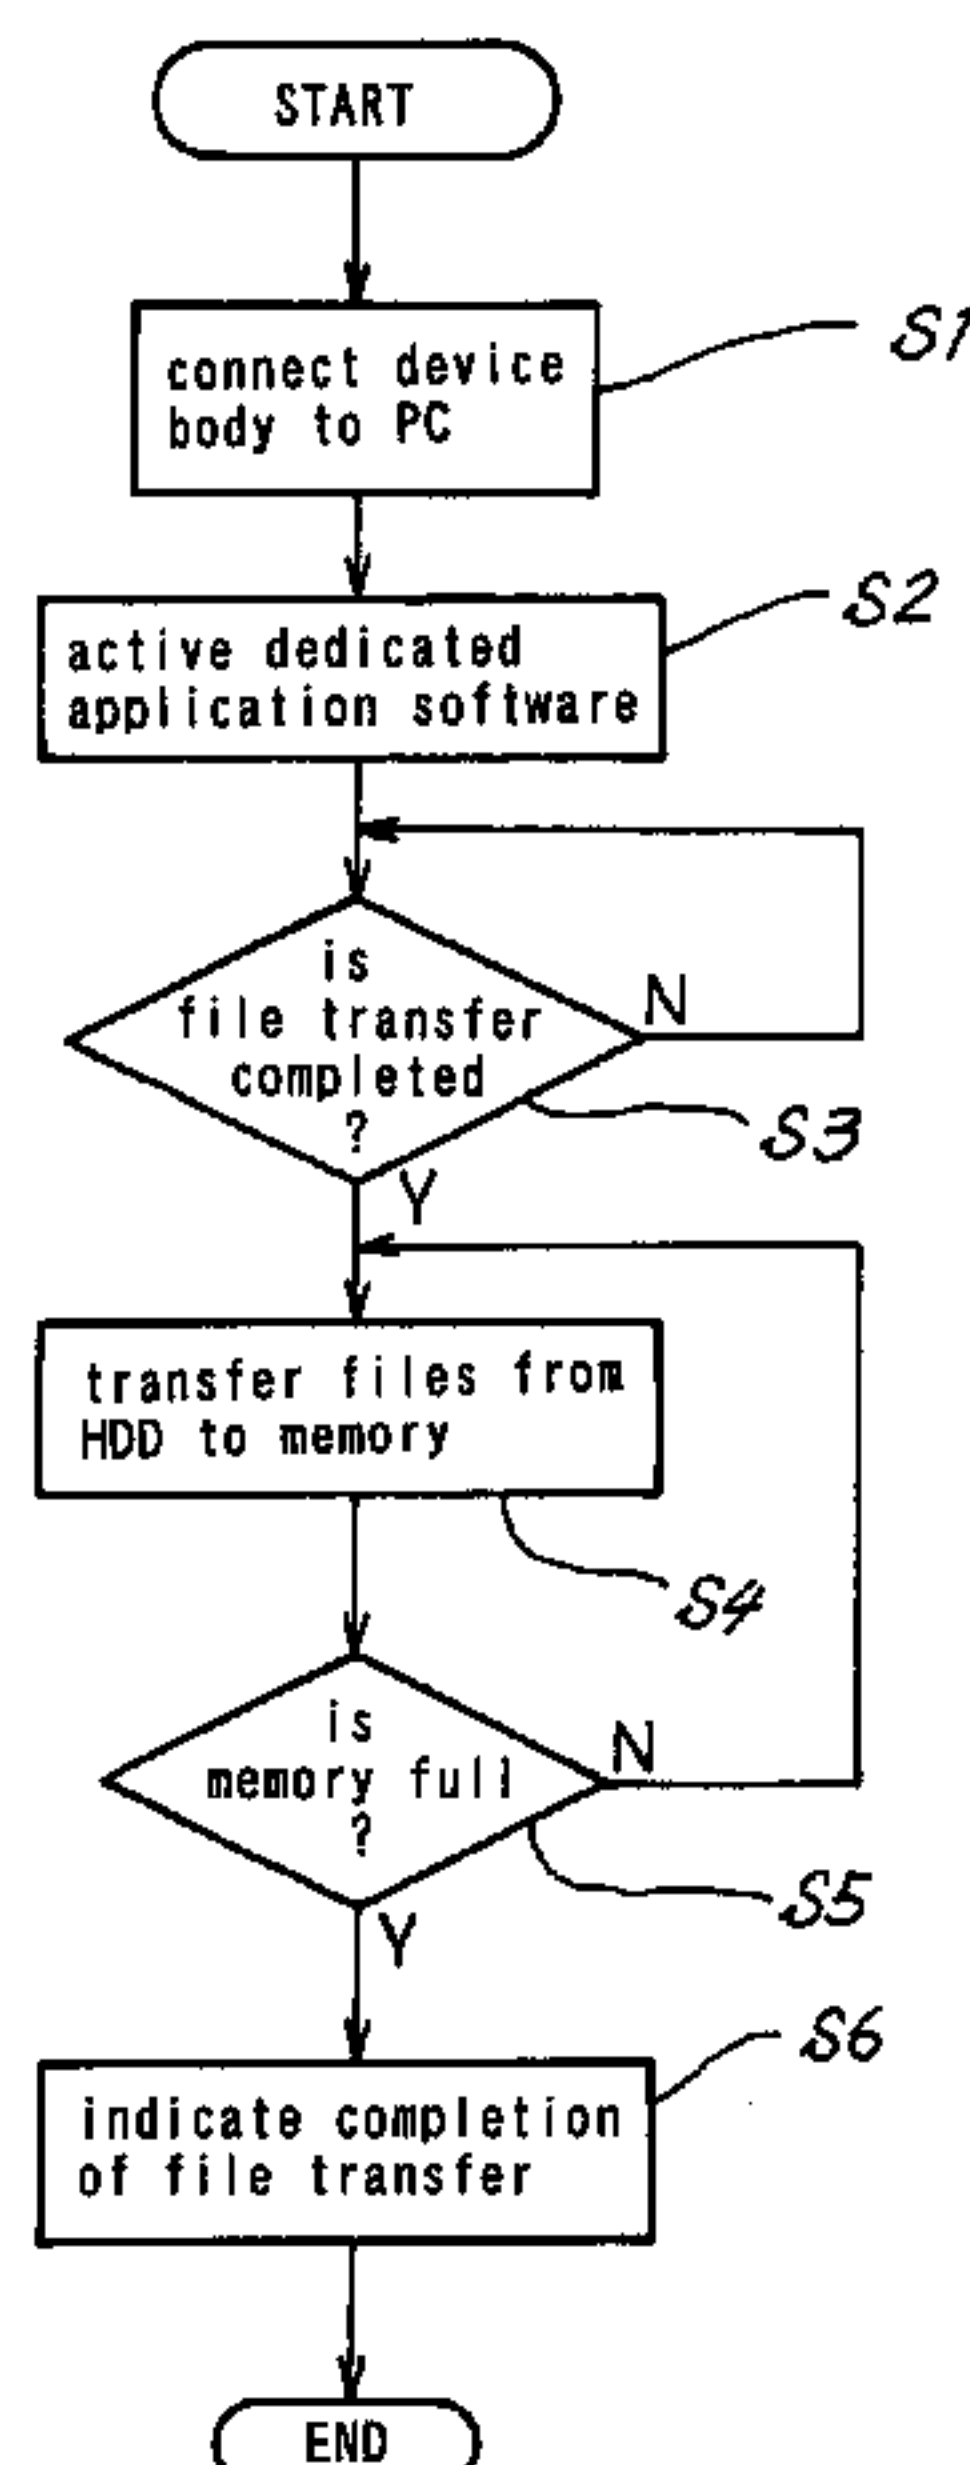 START
connect device
body to PC
S1
active dedicated
application software
S2
is
file transfer
completed
?
N
S3
Y
transfer files from
HDD to memory
S4
is
memory full
?
N
S5
Y
indicate completion
of file transfer
S6
END